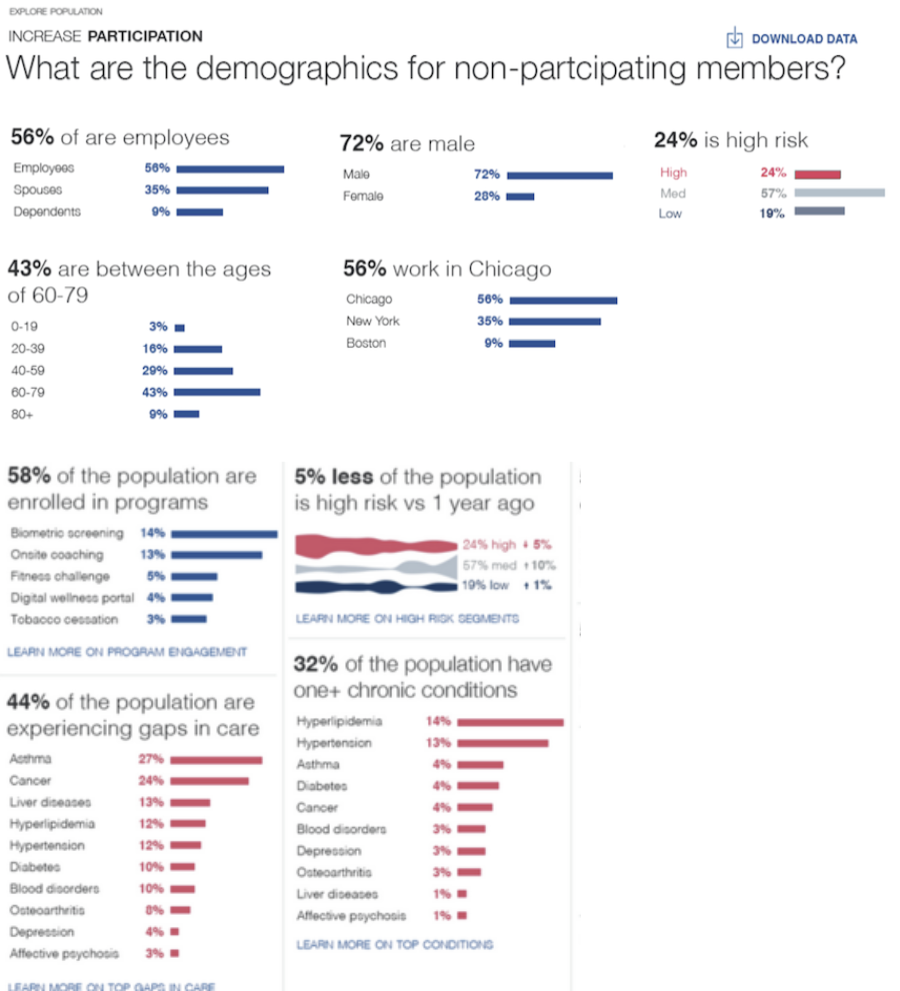 EXPLORE POPULATION
INCREASE PARTICIPATION
DOWNLOAD DATA
What are the demographics for non-partcipating members?
56% of are employees
Employees 56%
Spouses 35%
Dependents 9%
72% are male
Male 72%
Female 28%
24% is high risk
High 24%
Med 57%
Low 19%
43% are between the ages
of 60-79
0-19 3%
20-39 16%
40-59 29%
60-79 43%
80+ 9%
56% work in Chicago
Chicago 56%
New York 35%
Boston 9%
58% of the population are
enrolled in programs
Biometric screening 14%
Onsite coaching 13%
Fitness challenge 5%
Digital wellness portal 4%
Tobacco cessation 3%
LEARN MORE ON PROGRAM ENGAGEMENT
5% less of the population
is high risk vs 1 year ago
24% high ↓ 5%
57% med ↑ 10%
19% low ↑ 1%
LEARN MORE ON HIGH RISK SEGMENTS
44% of the population are
experiencing gaps in care
Asthma 27%
Cancer 24%
Liver diseases 13%
Hyperlipidemia 12%
Hypertension 12%
Diabetes 10%
Blood disorders 10%
Osteoarthritis 8%
Depression 4%
Affective psychosis 3%
LEARN MORE ON TOP GAPS IN CARE
32% of the population have
one+ chronic conditions
Hyperlipidemia 14%
Hypertension 13%
Asthma 4%
Diabetes 4%
Cancer 4%
Blood disorders 3%
Depression 3%
Osteoarthritis 3%
Liver diseases 1%
Affective psychosis 1%
LEARN MORE ON TOP CONDITIONS